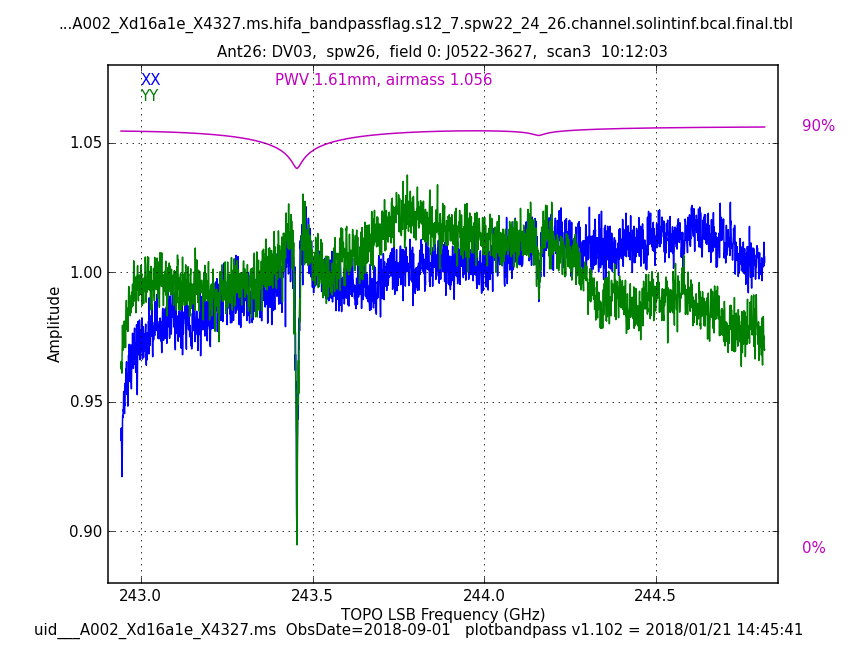 ...A002_Xd16a1e_X4327.ms.hifa_bandpassflag.s12_7.spw22_24_26.channel.solintinf.bcal.final.tbl
Ant26: DV03,  spw26,  field 0: J0522-3627,  scan3  10:12:03
XX
PWV 1.61mm, airmass 1.056
YY
90%
1.05
1.00
Amplitude
0.95
0.90
0%
243.0 243.5 244.0 244.5
TOPO LSB Frequency (GHz)
uid___A002_Xd16a1e_X4327.ms  ObsDate=2018-09-01   plotbandpass v1.102 = 2018/01/21 14:45:41